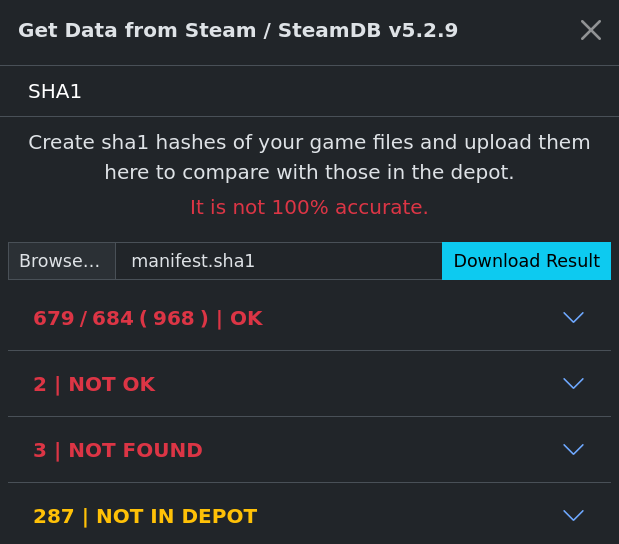 Get Data from Steam / SteamDB v5.2.9
SHA1
Create sha1 hashes of your game files and upload them
here to compare with those in the depot.
It is not 100% accurate.
Browse... manifest.sha1 Download Result
679 / 684 ( 968 ) | OK
2 | NOT OK
3 | NOT FOUND
287 | NOT IN DEPOT